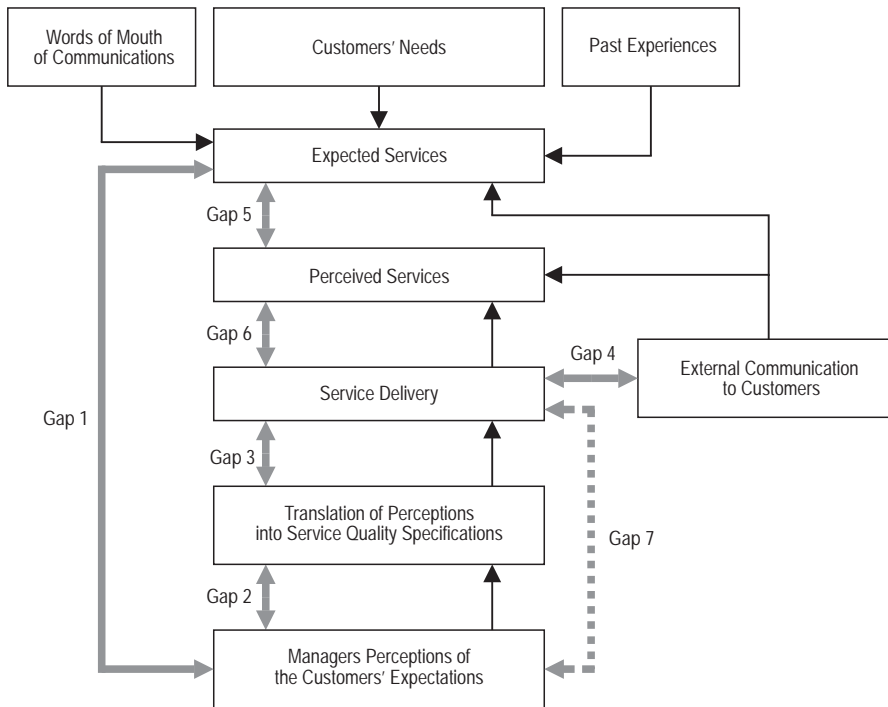 Words of Mouth
of Communications
Customers' Needs
Past Experiences
Expected Services
Gap 5
Perceived Services
Gap 6
Gap 4
External Communication
to Customers
Service Delivery
Gap 1
Gap 3
Translation of Perceptions
into Service Quality Specifications
Gap 7
Gap 2
Managers Perceptions of
the Customers' Expectations